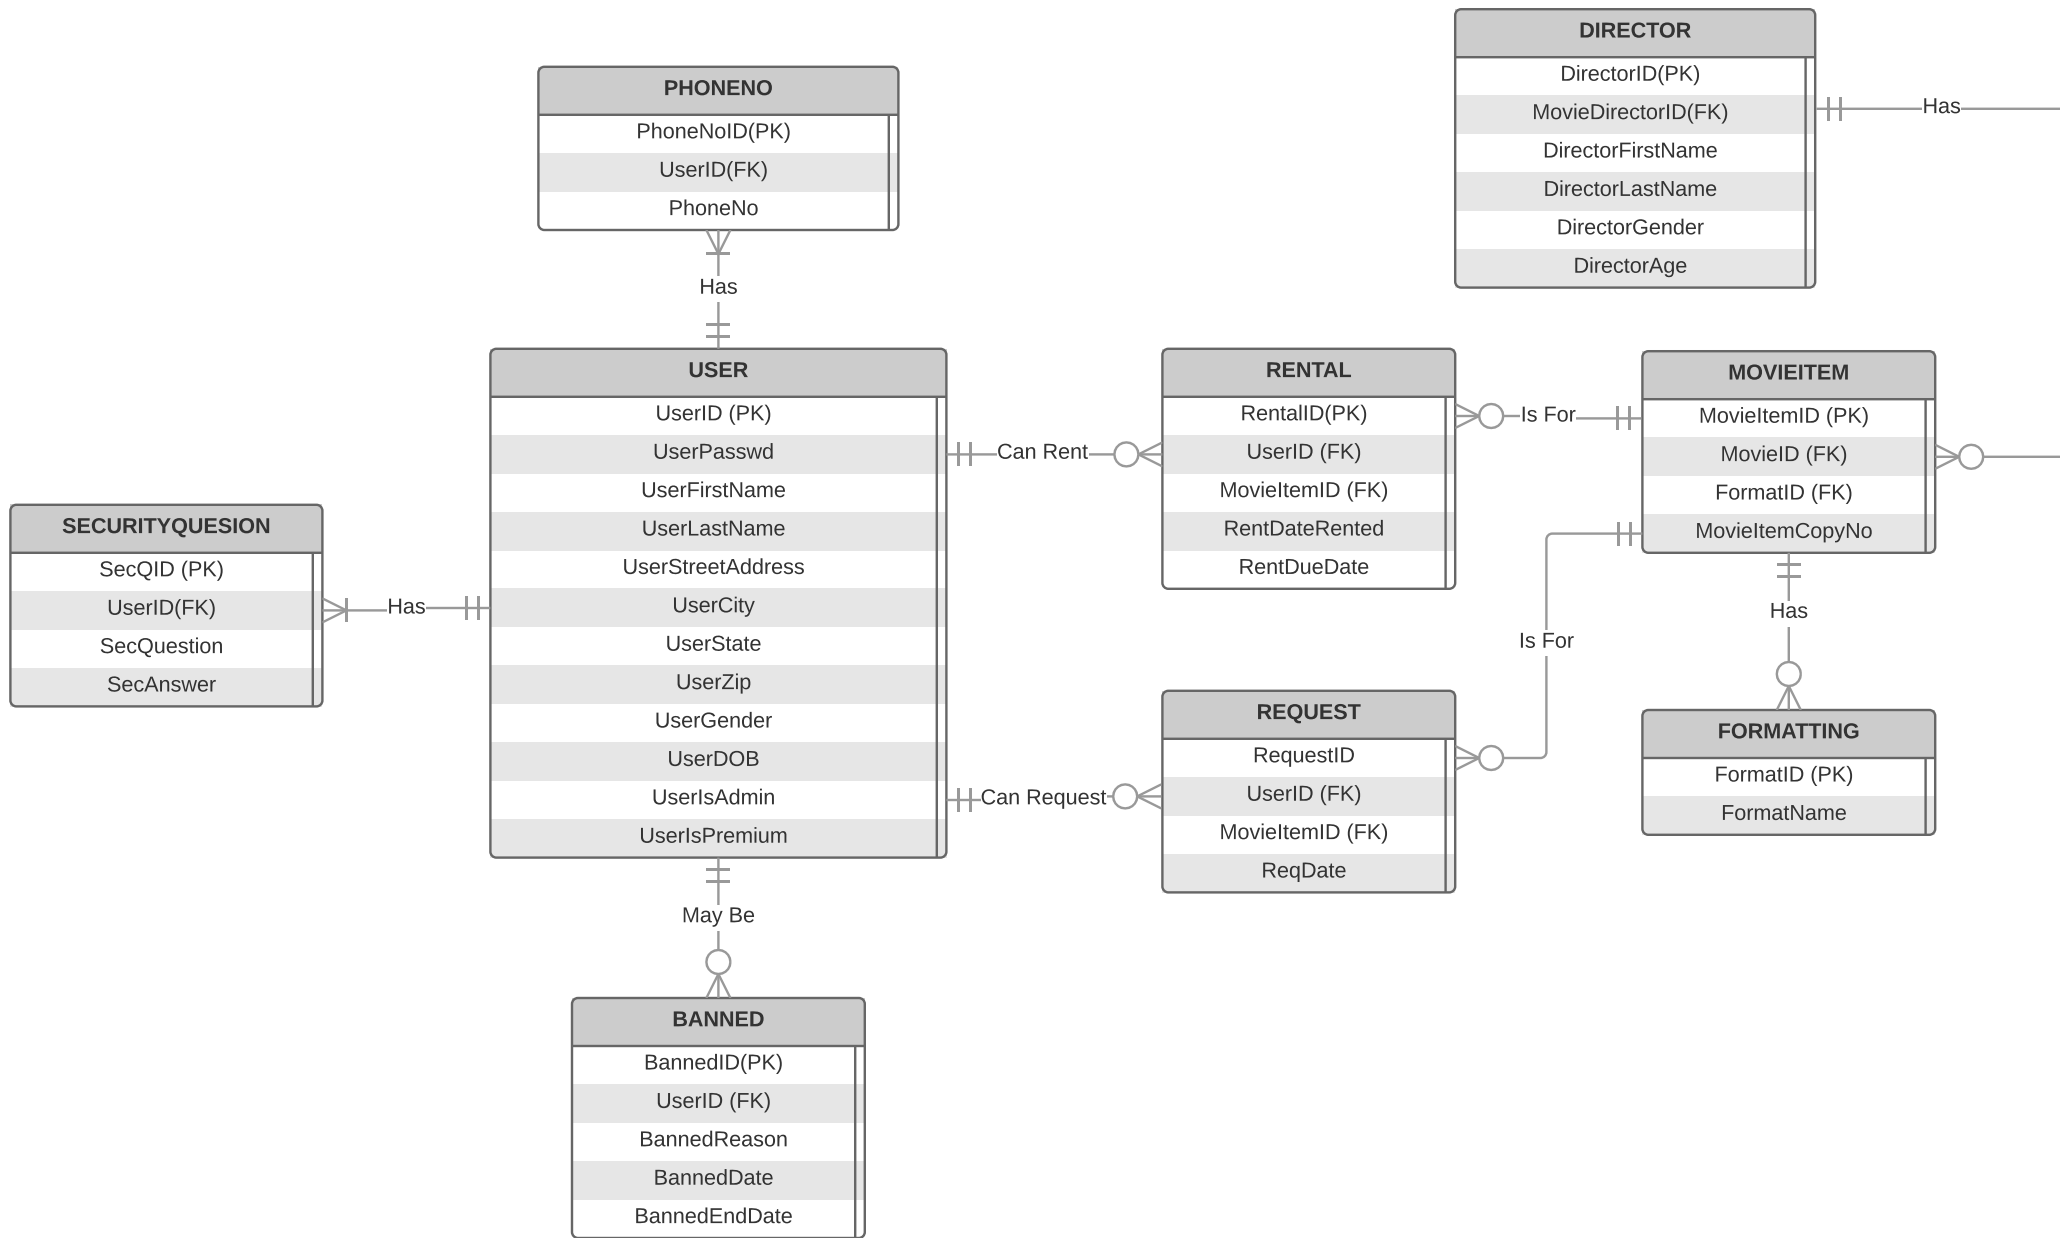 DIRECTOR
DirectorID(PK)
MovieDirectorID(FK)
DirectorFirstName
DirectorLastName
DirectorGender
DirectorAge
Has
PHONENO
PhoneNoID(PK)
UserID(FK)
PhoneNo
Has
USER
UserID (PK)
UserPasswd
UserFirstName
UserLastName
UserStreetAddress
UserCity
UserState
UserZip
UserGender
UserDOB
UserIsAdmin
UserIsPremium
Can Rent
Can Request
RENTAL
RentalID(PK)
UserID (FK)
MovieItemID (FK)
RentDateRented
RentDueDate
Is For
MOVIEITEM
MovieItemID (PK)
MovieID (FK)
FormatID (FK)
MovieItemCopyNo
Has
SECURITYQUESION
SecQID (PK)
UserID(FK)
SecQuestion
SecAnswer
Has
Is For
REQUEST
RequestID
UserID (FK)
MovieItemID (FK)
ReqDate
FORMATTING
FormatID (PK)
FormatName
May Be
BANNED
BannedID(PK)
UserID (FK)
BannedReason
BannedDate
BannedEndDate